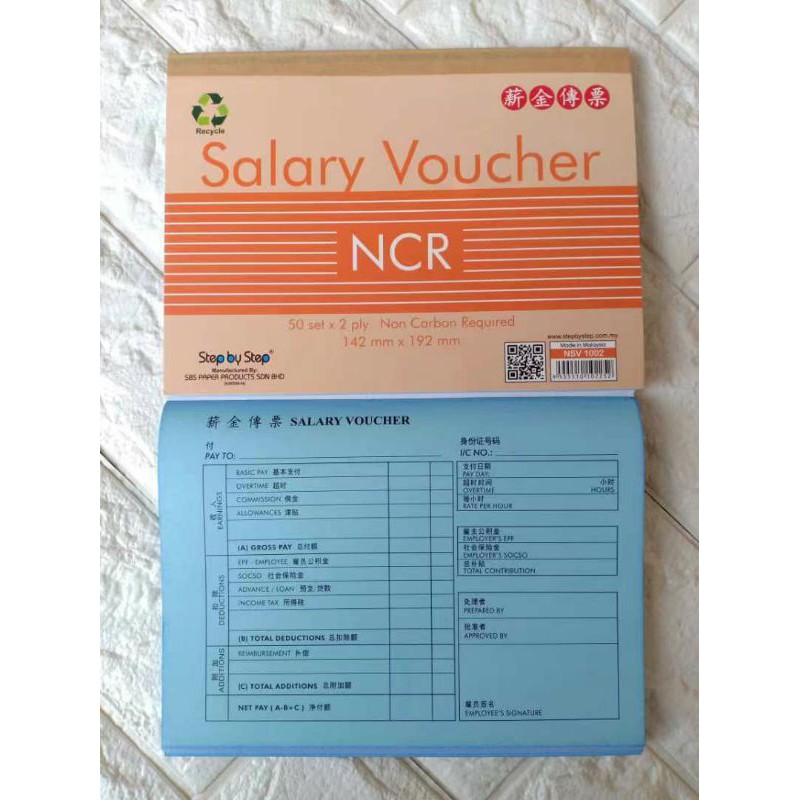 薪金傳票
Recycle
Salary Voucher
NCR
50 set x 2 ply Non Carbon Required
142 mm x 192 mm
www.stepbystep.com.my
Made in Malaysia
NSV 1002
Step by Step®
Manufactured By:
SBS PAPER PRODUCTS SDN BHD
薪金傳票 SALARY VOUCHER
付
PAY TO:
身份证号码
I/C NO.:
收入
EARNINGS
BASIC PAY 基本支付
OVERTIME 超时
COMMISSION 佣金
ALLOWANCES 津贴
(A) GROSS PAY 总付额
扣除
DEDUCTIONS
EPF - EMPLOYEE 雇员公积金
SOCSO 社会保险金
ADVANCE / LOAN 预支/贷款
INCOME TAX 所得税
(B) TOTAL DEDUCTIONS 总扣除额
附加
ADDITIONS
REIMBURSEMENT 补偿
(C) TOTAL ADDITIONS 总附加额
NET PAY ( A-B+C ) 净付额
支付日期
PAY DAY:
超时时间 小时
OVERTIME HOURS
每小时
RATE PER HOUR
雇主公积金
EMPLOYER'S EPF
社会保险金
EMPLOYER'S SOCSO
总补贴
TOTAL CONTRIBUTION
处理者
PREPARED BY
批准者
APPROVED BY
雇员签名
EMPLOYEE'S SIGNATURE